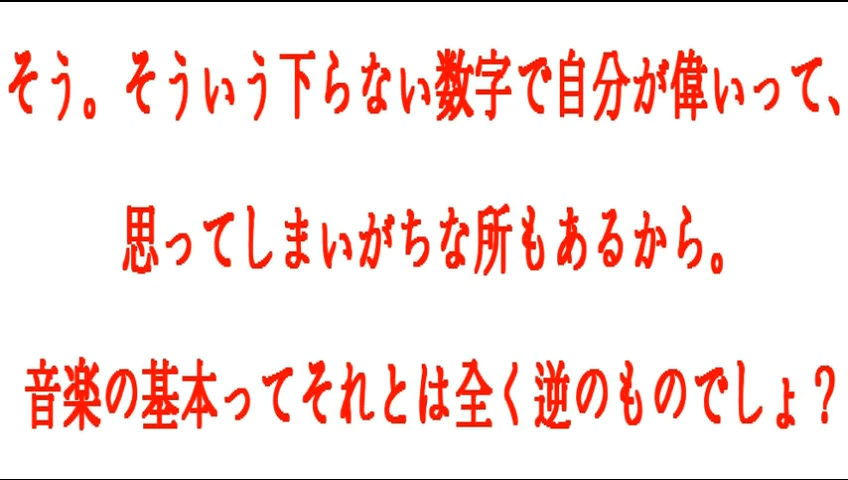 そう。そういう下らない数字で自分が偉いって、
思ってしまいがちな所もあるから。
音楽の基本ってそれとは全く逆のものでしょ？